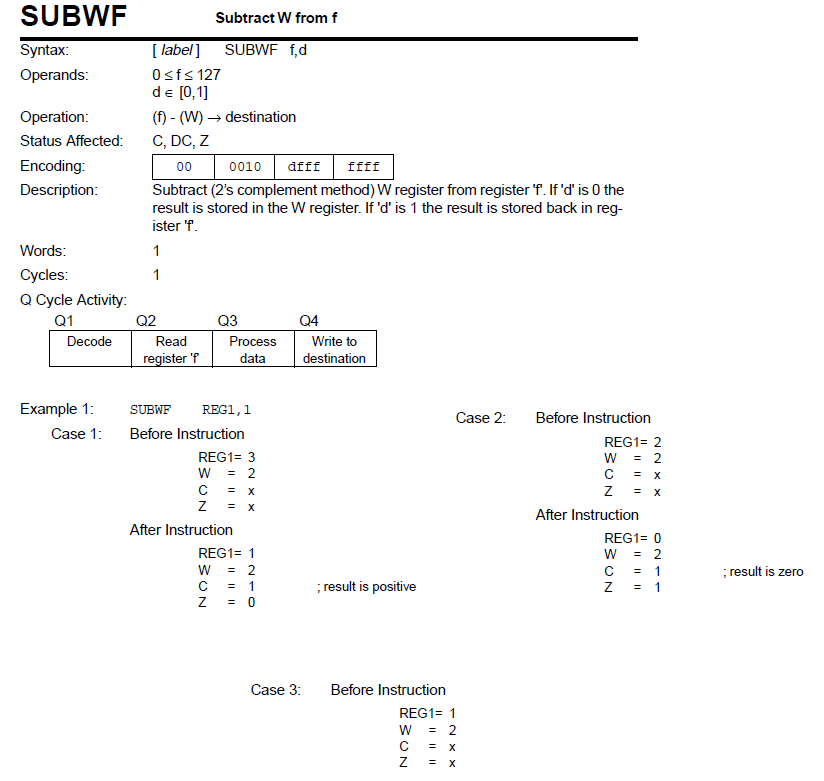 SUBWF Subtract W from f
Syntax: [ label ] SUBWF f,d
Operands: 0 ≤ f ≤ 127
d ∈ [0,1]
Operation: (f) - (W) → destination
Status Affected: C, DC, Z
Encoding: 00 0010 dfff ffff
Description: Subtract (2's complement method) W register from register 'f'. If 'd' is 0 the
result is stored in the W register. If 'd' is 1 the result is stored back in reg-
ister 'f'.
Words: 1
Cycles: 1
Q Cycle Activity:
Q1 Q2 Q3 Q4
Decode Read Process Write to
register 'f' data destination
Example 1: SUBWF REG1,1
Case 1: Before Instruction
REG1= 3
W = 2
C = x
Z = x
After Instruction
REG1= 1
W = 2
C = 1 ; result is positive
Z = 0
Case 2: Before Instruction
REG1= 2
W = 2
C = x
Z = x
After Instruction
REG1= 0
W = 2
C = 1 ; result is zero
Z = 1
Case 3: Before Instruction
REG1= 1
W = 2
C = x
Z = x